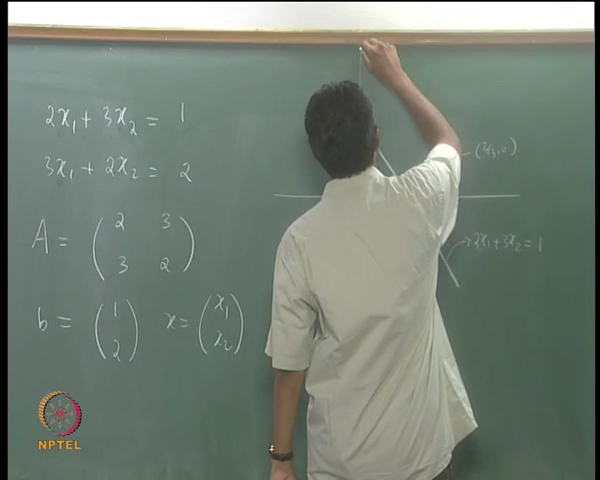 2x₁ + 3x₂ = 1
3x₁ + 2x₂ = 2
A = (2 3
3 2)
b = (1
2) x = (x₁
x₂)
(2/3, 0)
2x₁ + 3x₂ = 1
NPTEL